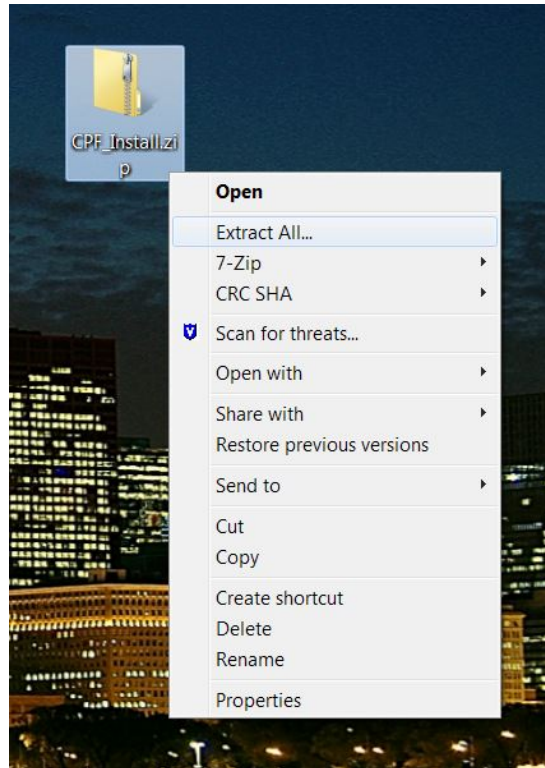 CPF_Install.zi
p
Open
Extract All...
7-Zip
CRC SHA
Scan for threats...
Open with
Share with
Restore previous versions
Send to
Cut
Copy
Create shortcut
Delete
Rename
Properties